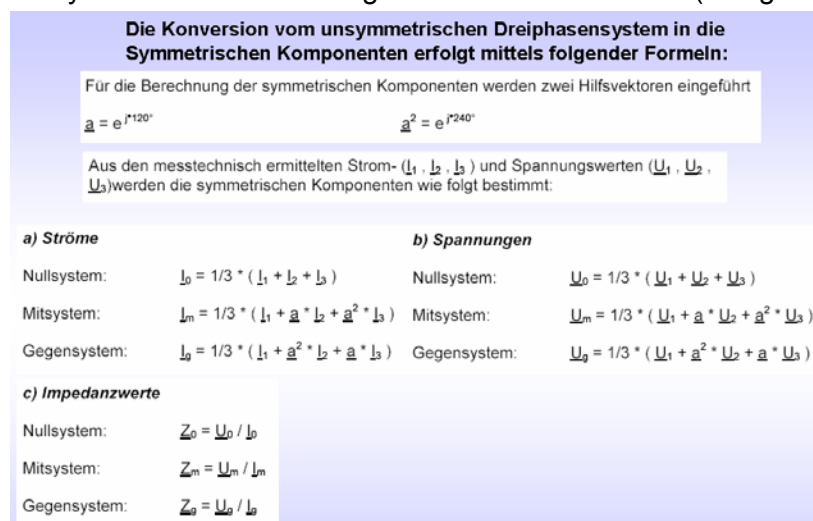 Die Konversion vom unsymmetrischen Dreiphasensystem in die
Symmetrischen Komponenten erfolgt mittels folgender Formeln:
Für die Berechnung der symmetrischen Komponenten werden zwei Hilfsvektoren eingeführt
a = e^j*120° a² = e^j*240°
Aus den messtechnisch ermittelten Strom- (I₁ , I₂ , I₃ ) und Spannungswerten (U₁ , U₂ ,
U₃)werden die symmetrischen Komponenten wie folgt bestimmt:
a) Ströme
Nullsystem: I₀ = 1/3 * ( I₁ + I₂ + I₃ )
Mitsystem: Iₘ = 1/3 * ( I₁ + a * I₂ + a² * I₃ )
Gegensystem: I_g = 1/3 * ( I₁ + a² * I₂ + a * I₃ )
b) Spannungen
Nullsystem: U₀ = 1/3 * ( U₁ + U₂ + U₃ )
Mitsystem: Uₘ = 1/3 * ( U₁ + a * U₂ + a² * U₃ )
Gegensystem: U_g = 1/3 * ( U₁ + a² * U₂ + a * U₃ )
c) Impedanzwerte
Nullsystem: Z₀ = U₀ / I₀
Mitsystem: Zₘ = Uₘ / Iₘ
Gegensystem: Z_g = U_g / I_g